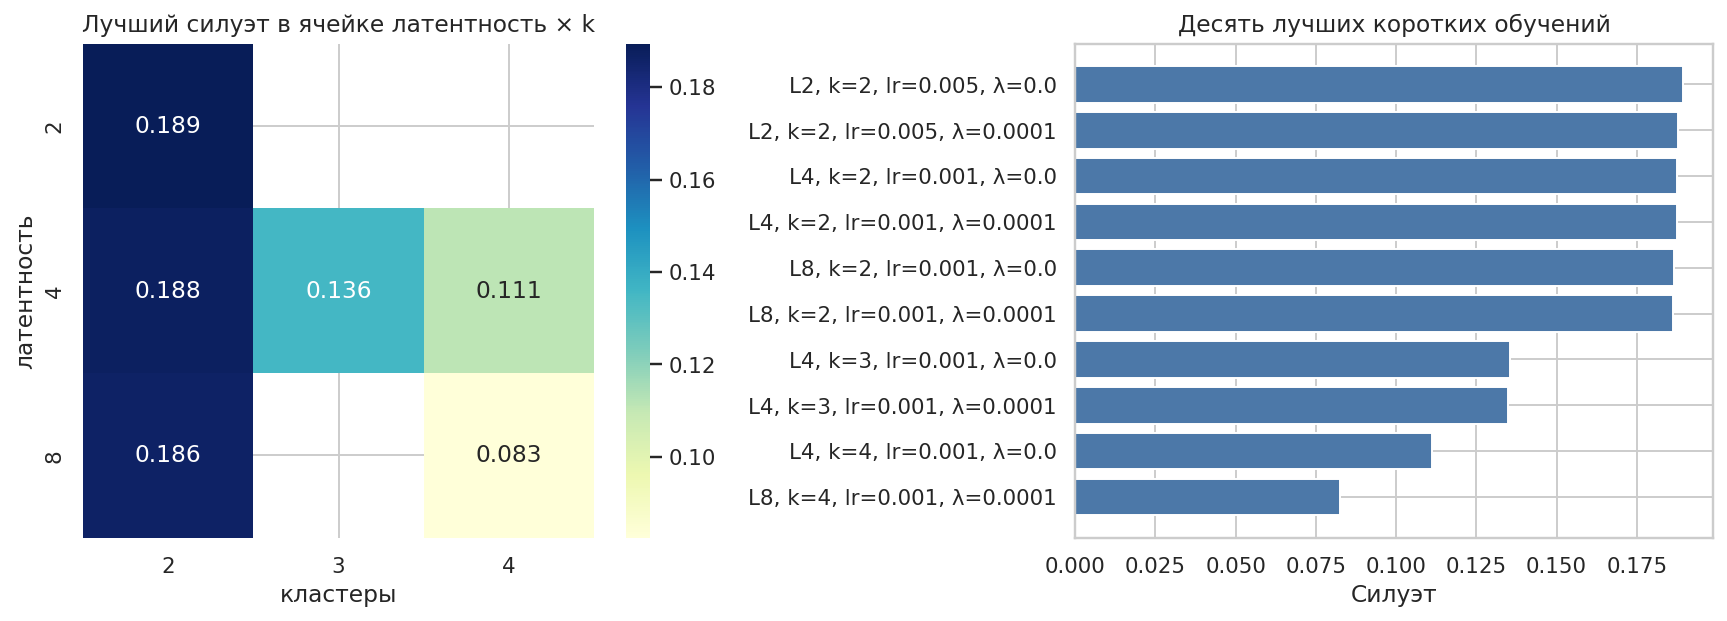 Лучший силуэт в ячейке латентность × k
латентность
2
4
8
0.189
0.188
0.136
0.111
0.186
0.083
2
3
4
кластеры
0.18
0.16
0.14
0.12
0.10
Десять лучших коротких обучений
L2, k=2, lr=0.005, λ=0.0
L2, k=2, lr=0.005, λ=0.0001
L4, k=2, lr=0.001, λ=0.0
L4, k=2, lr=0.001, λ=0.0001
L8, k=2, lr=0.001, λ=0.0
L8, k=2, lr=0.001, λ=0.0001
L4, k=3, lr=0.001, λ=0.0
L4, k=3, lr=0.001, λ=0.0001
L4, k=4, lr=0.001, λ=0.0
L8, k=4, lr=0.001, λ=0.0001
0.000 0.025 0.050 0.075 0.100 0.125 0.150 0.175
Силуэт